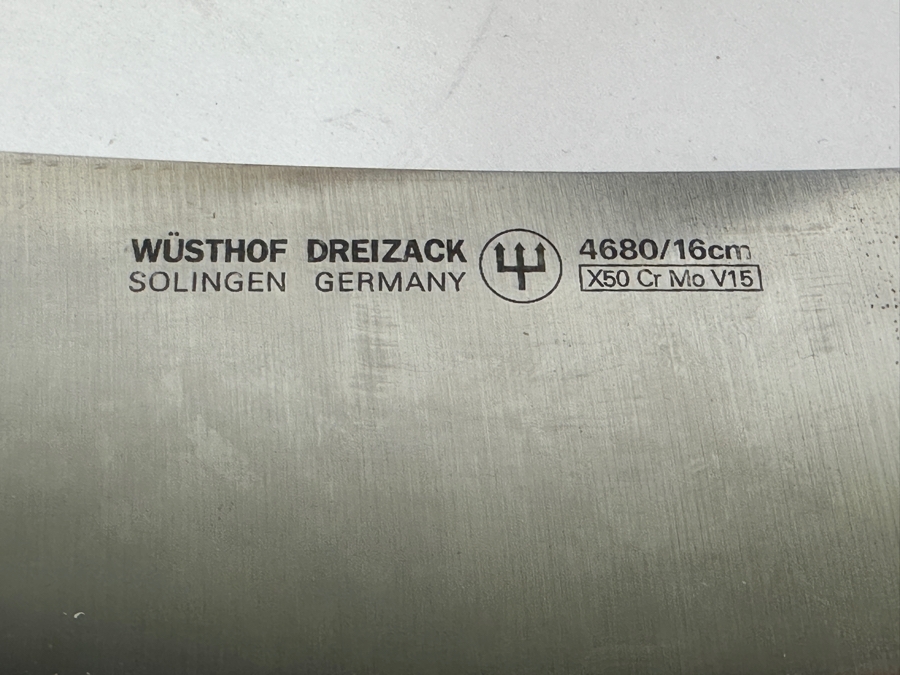 WÜSTHOF DREIZACK
SOLINGEN GERMANY
4680/16cm
X50 Cr Mo V15